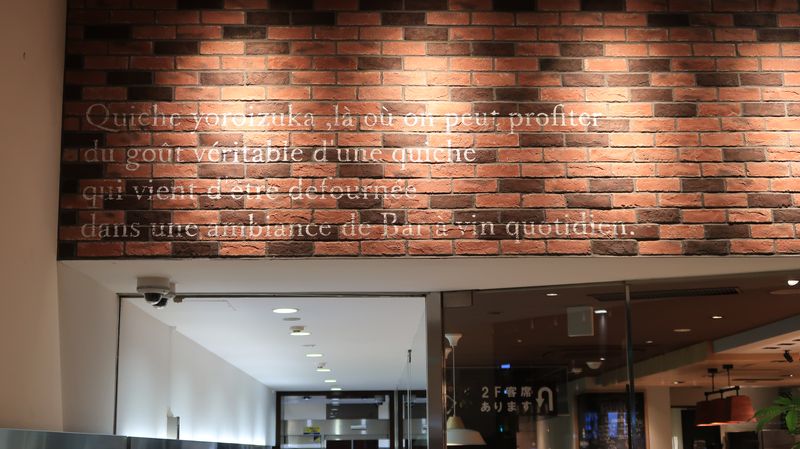 Quiche yoroizuka ,là où on peut profiter
du goût véritable d'une quiche
qui vient d'être defournée
dans une ambiance de Bar à vin quotidien.
2F客席
あります